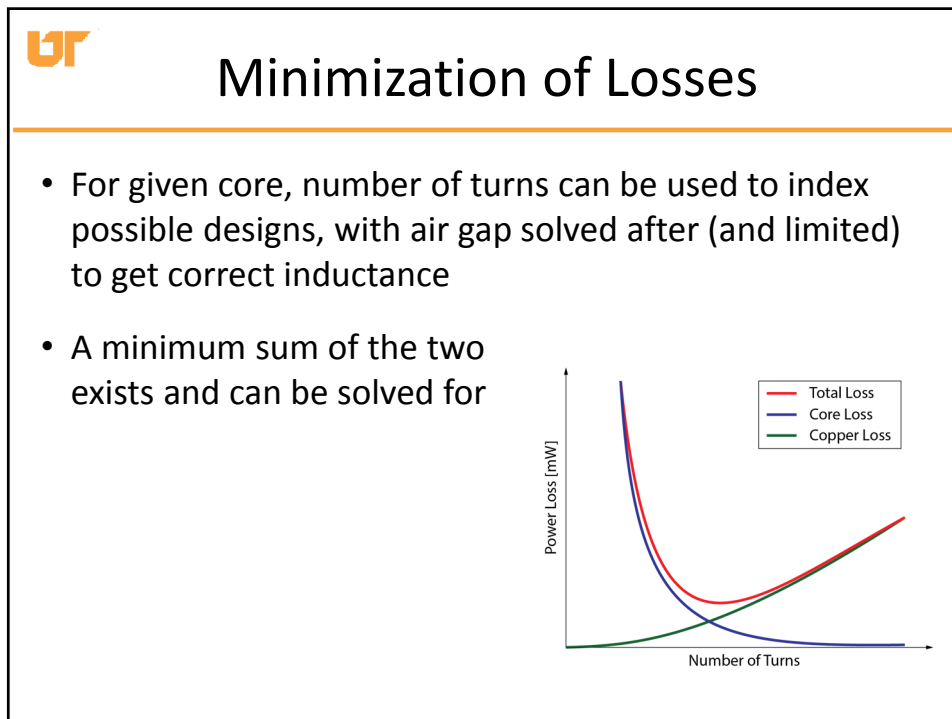 UT
Minimization of Losses
• For given core, number of turns can be used to index
possible designs, with air gap solved after (and limited)
to get correct inductance
• A minimum sum of the two
exists and can be solved for
Total Loss
Core Loss
Copper Loss
Power Loss [mW]
Number of Turns